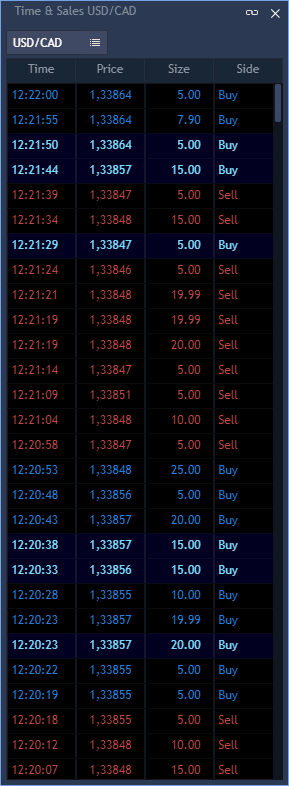 Time & Sales USD/CAD
USD/CAD
Time Price Size Side
12:22:00 1,33864 5.00 Buy
12:21:55 1,33864 7.90 Buy
12:21:50 1,33864 5.00 Buy
12:21:44 1,33857 15.00 Buy
12:21:39 1,33847 5.00 Sell
12:21:34 1,33848 15.00 Sell
12:21:29 1,33847 5.00 Buy
12:21:24 1,33846 5.00 Sell
12:21:21 1,33848 19.99 Sell
12:21:19 1,33848 19.99 Sell
12:21:19 1,33848 20.00 Sell
12:21:14 1,33847 5.00 Sell
12:21:09 1,33851 5.00 Sell
12:21:04 1,33848 10.00 Sell
12:20:58 1,33847 5.00 Sell
12:20:53 1,33848 25.00 Buy
12:20:48 1,33856 5.00 Buy
12:20:43 1,33857 20.00 Buy
12:20:38 1,33857 15.00 Buy
12:20:33 1,33856 15.00 Buy
12:20:28 1,33855 10.00 Buy
12:20:23 1,33857 19.99 Buy
12:20:23 1,33857 20.00 Buy
12:20:22 1,33855 5.00 Buy
12:20:19 1,33855 5.00 Buy
12:20:18 1,33855 5.00 Sell
12:20:12 1,33848 10.00 Sell
12:20:07 1,33848 15.00 Sell